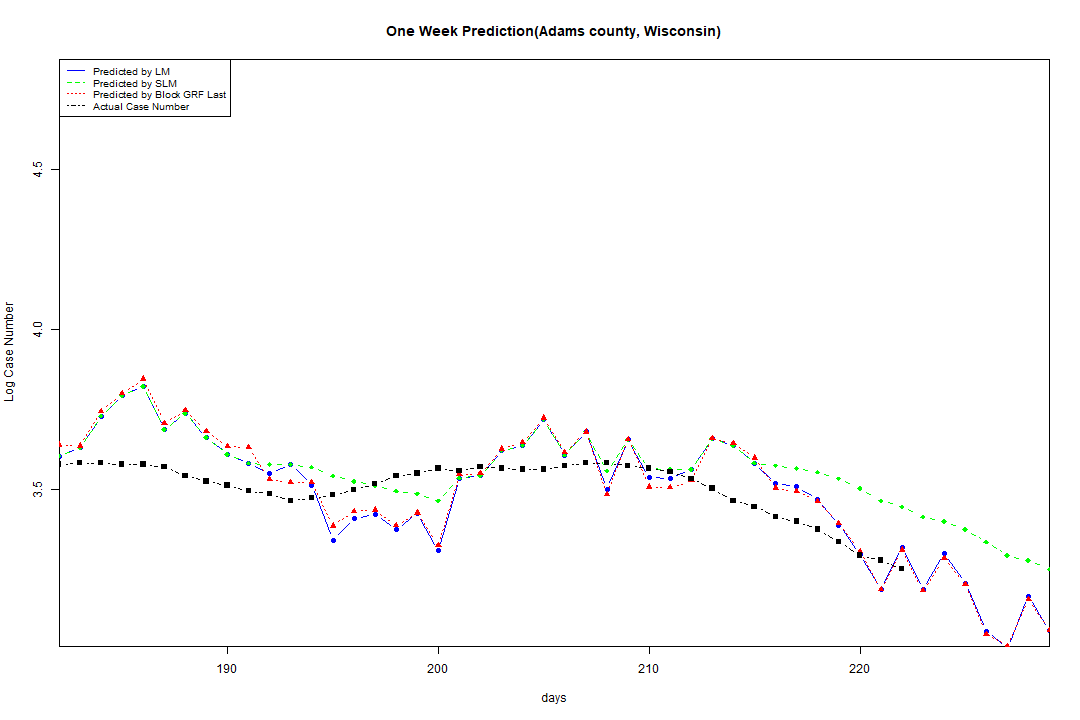 One Week Prediction(Adams county, Wisconsin)
Predicted by LM
Predicted by SLM
Predicted by Block GRF Last
Actual Case Number
4.5
4.0
3.5
Log Case Number
190
200
210
220
days